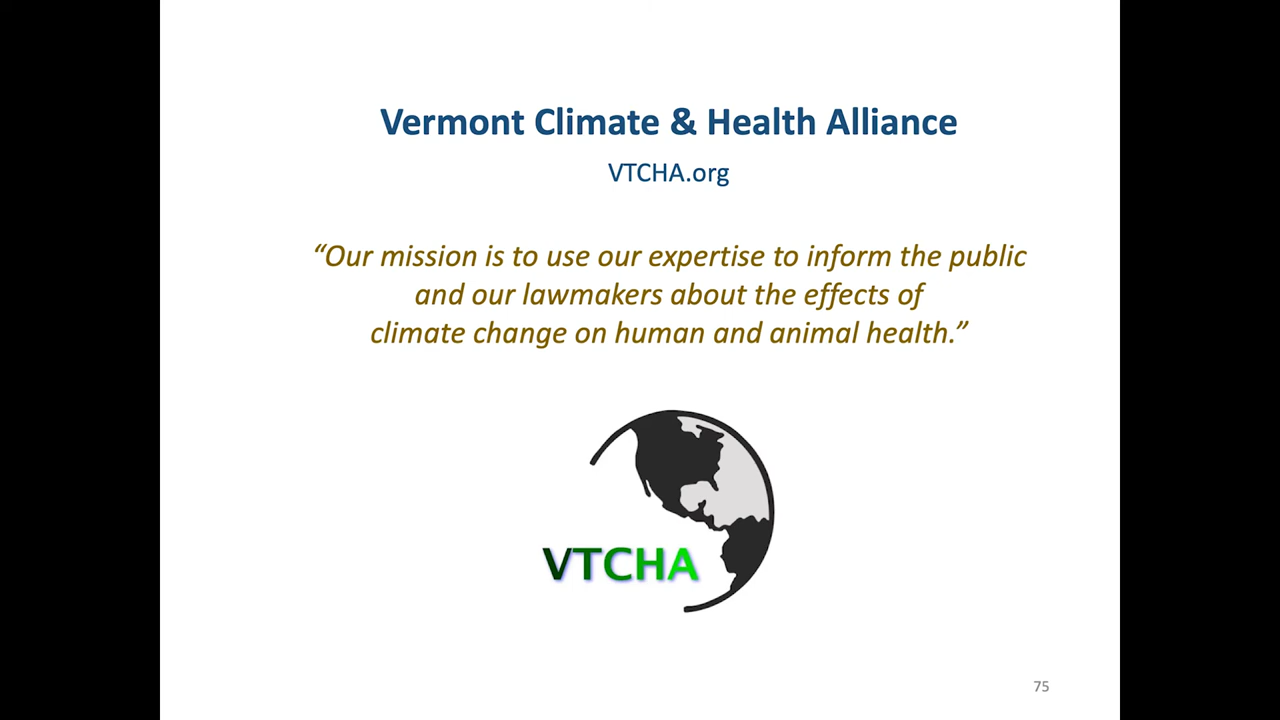 Vermont Climate & Health Alliance
VTCHA.org
“Our mission is to use our expertise to inform the public
and our lawmakers about the effects of
climate change on human and animal health.”
VTCHA
75